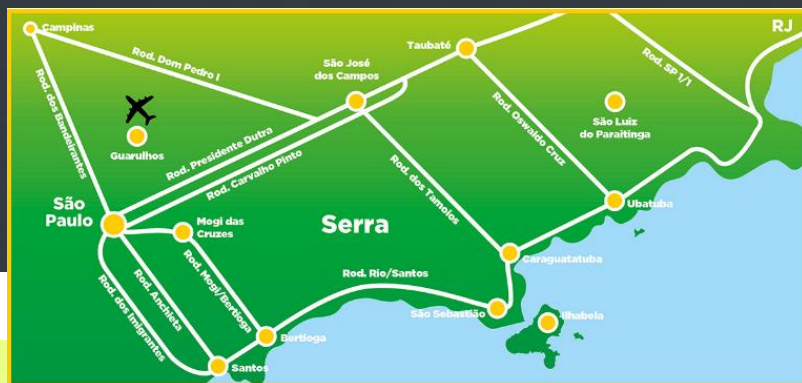 Campinas
RJ
Taubaté
Rod. Dom Pedro I
São José
dos Campos
Rod. SP 1/1
Rod. dos Bandeirantes
Rod. Oswaldo Cruz
São Luiz
do Paraitinga
Guarulhos
Rod. Presidente Dutra
Rod. Carvalho Pinto
São
Paulo
Mogi das
Cruzes
Serra
Rod. dos Tamoios
Ubatuba
Caraguatatuba
Rod. Rio/Santos
Rod. Mogi/Bertioga
Rod. Anchieta
Rod. dos Imigrantes
São Sebastião
Ilhabela
Bertioga
Santos